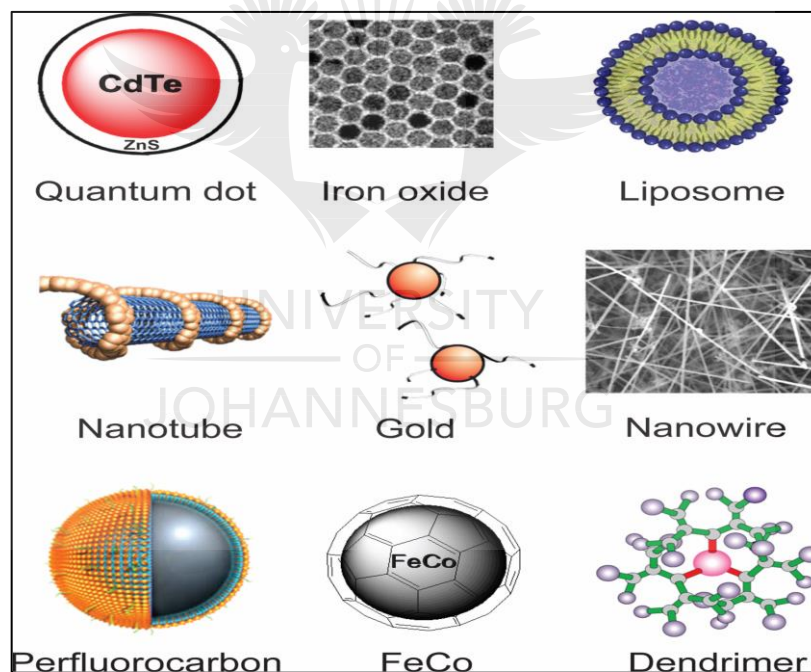 CdTe
ZnS
Quantum dot Iron oxide Liposome
UNIVERSITY
OF
JOHANNESBURG
Nanotube Gold Nanowire
FeCo
Perfluorocarbon FeCo Dendrimer